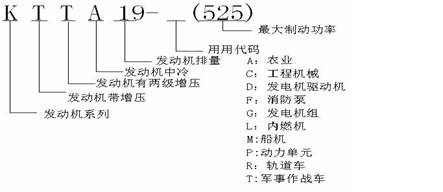 K T T A 19- _ (525)
最大制动功率
用用代码
发动机排量
发动机中冷
发动机有两级增压
发动机带增压
发动机系列
A: 农业
C: 工程机械
D: 发电机驱动机
F: 消防泵
G: 发电机组
L: 内燃机
M:船机
P:动力单元
R: 轨道车
T:军事作战车